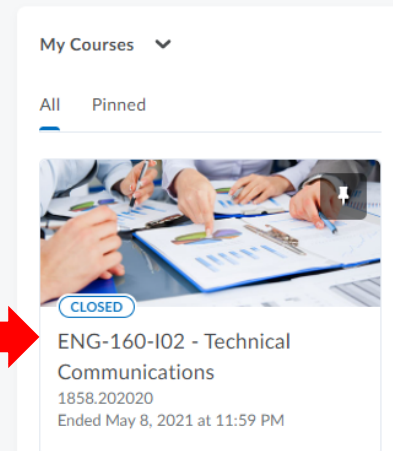 My Courses
All Pinned
CLOSED
ENG-160-I02 - Technical
Communications
1858.202020
Ended May 8, 2021 at 11:59 PM